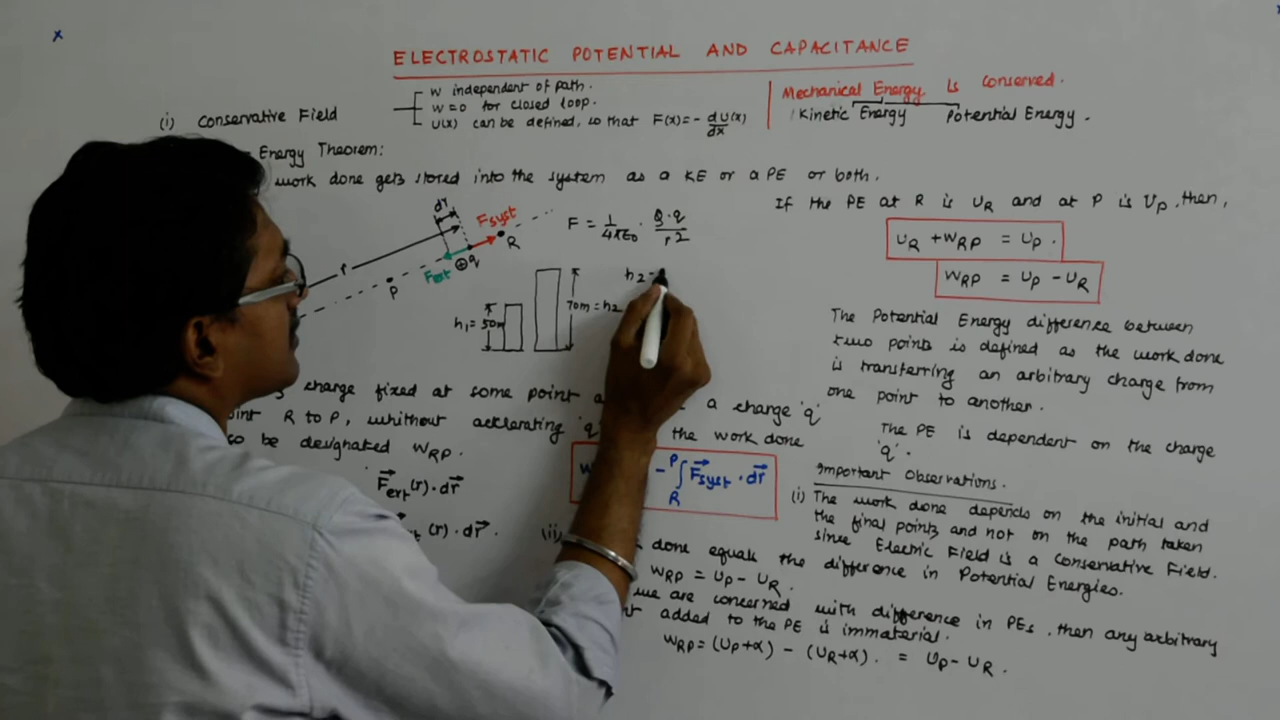 x
ELECTROSTATIC POTENTIAL AND CAPACITANCE
(i) Conservative Field
W independent of path.
W=0 for closed loop.
U(x) can be defined, so that F(x)=-dU(x)/dx
Mechanical Energy is conserved.
Kinetic Energy Potential Energy.
- Energy Theorem:
work done gets stored into the system as a KE or a PE or both.
dr
Fsyst
R
r
Fext
⊕q
P
F = 1/4πε0 · Q·q/r2
h1=50m
70m=h2
h2-
If the PE at R is UR and at P is UP, then,
UR + WRP = UP.
WRP = UP - UR
The Potential Energy difference between
two points is defined as the work done
is transferring an arbitrary charge from
one point to another.
The PE is dependent on the charge
'q'.
charge fixed at some point a a charge 'q'
R to P, whithout acclerating 'q' the work done
be designated WRP.
F⃗ext(r)·dr⃗
(r)·dr⃗.
W -∫ P R F⃗syst·dr⃗
Important Observations.
(i) The work done depends on the initial and
the final points and not on the path taken
since Electric Field is a Conservative Field.
(ii) done equals the difference in Potential Energies.
WRP = UP - UR.
we are concerned with difference in PEs, then any arbitrary
added to the PE is immaterial.
WRP = (UP+α) - (UR+α). = UP - UR.